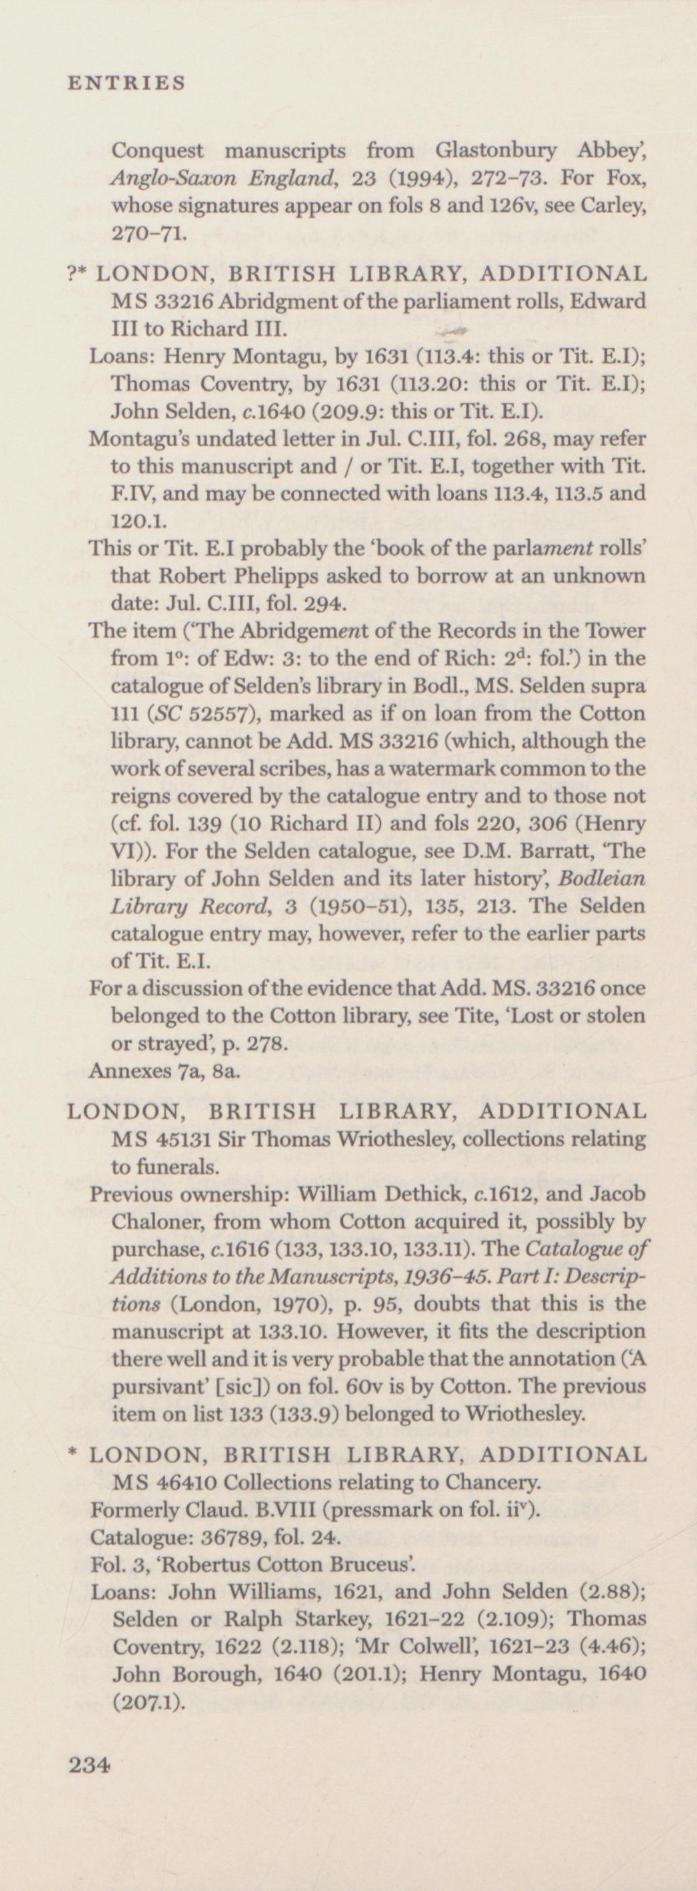 ENTRIES
Conquest manuscripts from Glastonbury Abbey’,
Anglo-Saxon England, 23 (1994), 272–73. For Fox,
whose signatures appear on fols 8 and 126v, see Carley,
270–71.
?* LONDON, BRITISH LIBRARY, ADDITIONAL
MS 33216 Abridgment of the parliament rolls, Edward
III to Richard III.
Loans: Henry Montagu, by 1631 (113.4: this or Tit. E.I);
Thomas Coventry, by 1631 (113.20: this or Tit. E.I);
John Selden, c.1640 (209.9: this or Tit. E.I).
Montagu’s undated letter in Jul. C.III, fol. 268, may refer
to this manuscript and / or Tit. E.I, together with Tit.
F.IV, and may be connected with loans 113.4, 113.5 and
120.1.
This or Tit. E.I probably the ‘book of the parlament rolls’
that Robert Phelipps asked to borrow at an unknown
date: Jul. C.III, fol. 294.
The item (‘The Abridgement of the Records in the Tower
from 1º: of Edw: 3: to the end of Rich: 2ᵈ: fol.’) in the
catalogue of Selden’s library in Bodl., MS. Selden supra
111 (SC 52557), marked as if on loan from the Cotton
library, cannot be Add. MS 33216 (which, although the
work of several scribes, has a watermark common to the
reigns covered by the catalogue entry and to those not
(cf. fol. 139 (10 Richard II) and fols 220, 306 (Henry
VI)). For the Selden catalogue, see D.M. Barratt, ‘The
library of John Selden and its later history’, Bodleian
Library Record, 3 (1950–51), 135, 213. The Selden
catalogue entry may, however, refer to the earlier parts
of Tit. E.I.
For a discussion of the evidence that Add. MS. 33216 once
belonged to the Cotton library, see Tite, ‘Lost or stolen
or strayed’, p. 278.
Annexes 7a, 8a.
LONDON, BRITISH LIBRARY, ADDITIONAL
MS 45131 Sir Thomas Wriothesley, collections relating
to funerals.
Previous ownership: William Dethick, c.1612, and Jacob
Chaloner, from whom Cotton acquired it, possibly by
purchase, c.1616 (133, 133.10, 133.11). The Catalogue of
Additions to the Manuscripts, 1936–45. Part I: Descrip-
tions (London, 1970), p. 95, doubts that this is the
manuscript at 133.10. However, it fits the description
there well and it is very probable that the annotation (‘A
pursivant’ [sic]) on fol. 60v is by Cotton. The previous
item on list 133 (133.9) belonged to Wriothesley.
* LONDON, BRITISH LIBRARY, ADDITIONAL
MS 46410 Collections relating to Chancery.
Formerly Claud. B.VIII (pressmark on fol. iiᵛ).
Catalogue: 36789, fol. 24.
Fol. 3, ‘Robertus Cotton Bruceus’.
Loans: John Williams, 1621, and John Selden (2.88);
Selden or Ralph Starkey, 1621–22 (2.109); Thomas
Coventry, 1622 (2.118); ‘Mr Colwell’, 1621–23 (4.46);
John Borough, 1640 (201.1); Henry Montagu, 1640
(207.1).
234